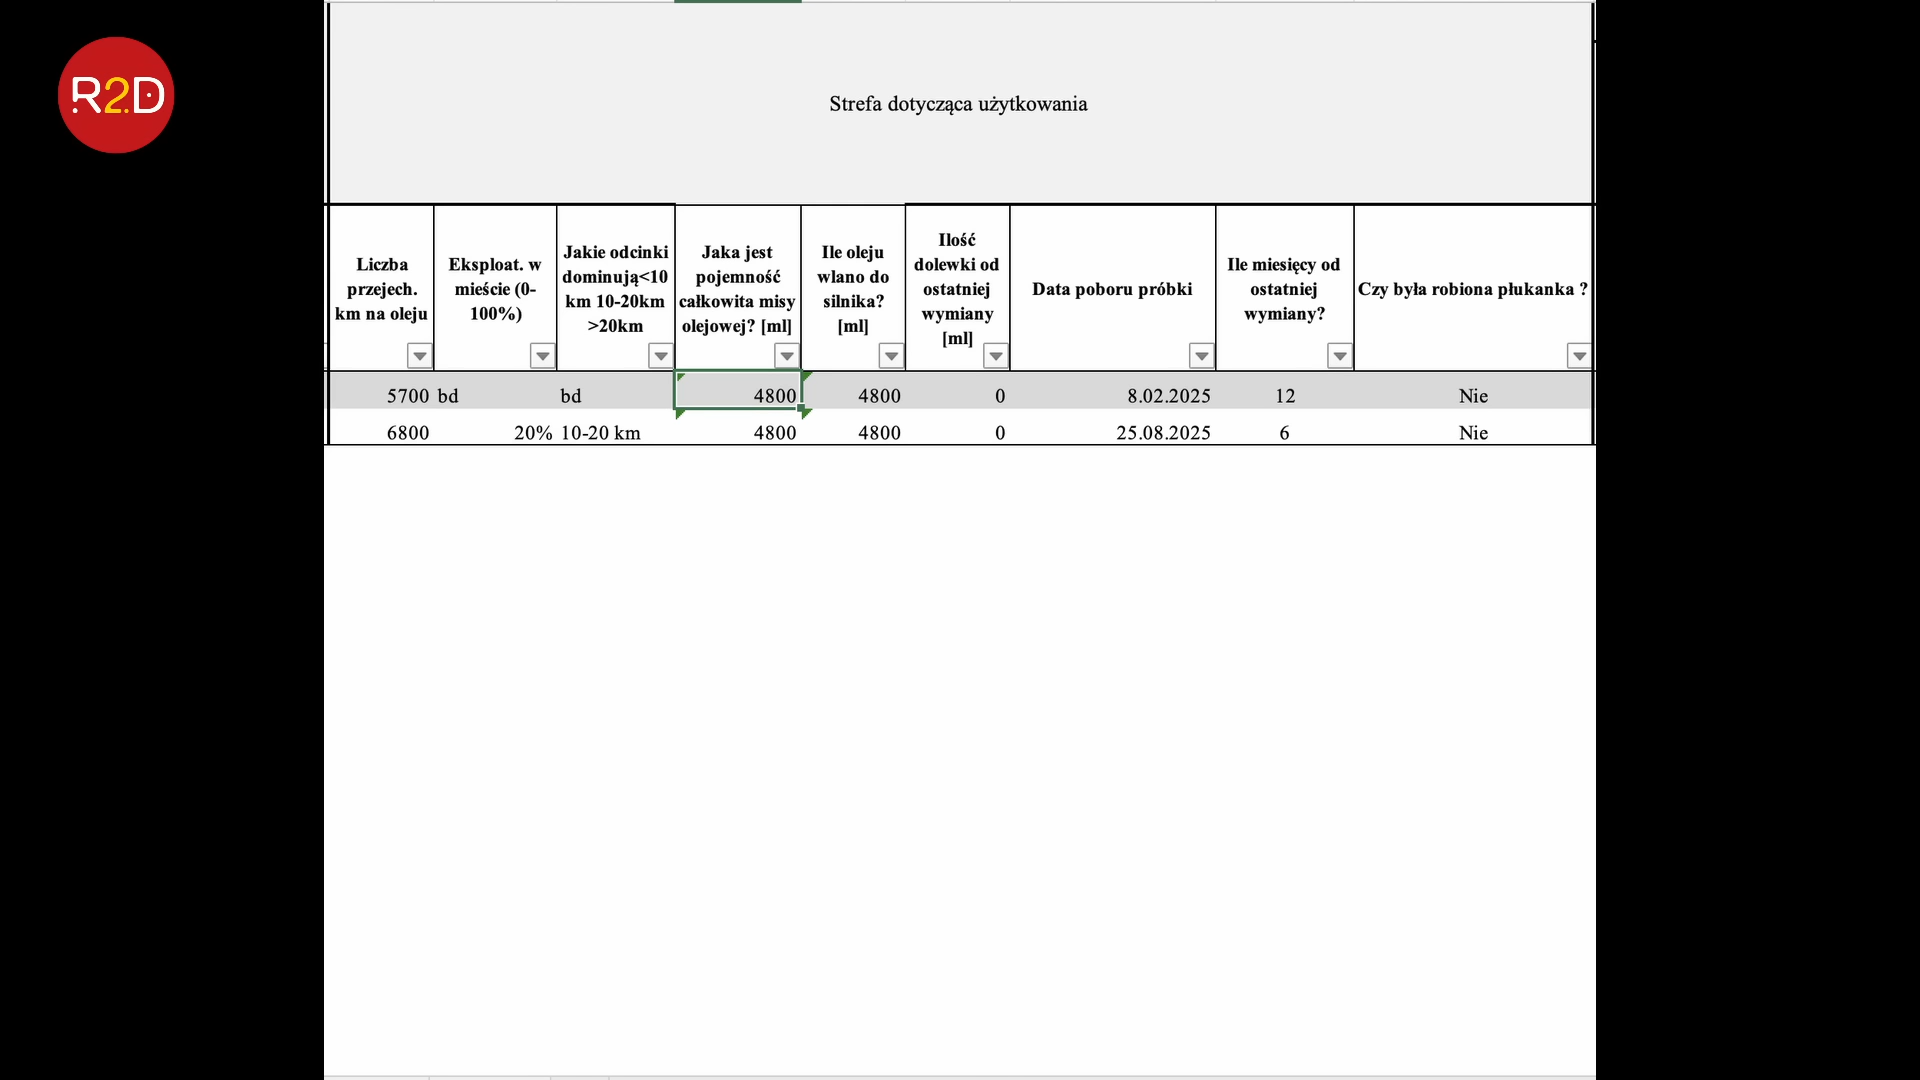 R2D
Strefa dotycząca użytkowania
Liczba
przejech.
km na oleju
Eksploat. w
mieście (0-
100%)
Jakie odcinki
dominują<10
km 10-20km
>20km
Jaka jest
pojemność
całkowita misy
olejowej? [ml]
Ile oleju
wlano do
silnika?
[ml]
Ilość
dolewki od
ostatniej
wymiany
[ml]
Data poboru próbki
Ile miesięcy od
ostatniej
wymiany?
Czy była robiona płukanka ?
5700 bd bd 4800 4800 0 8.02.2025 12 Nie
6800 20% 10-20 km 4800 4800 0 25.08.2025 6 Nie